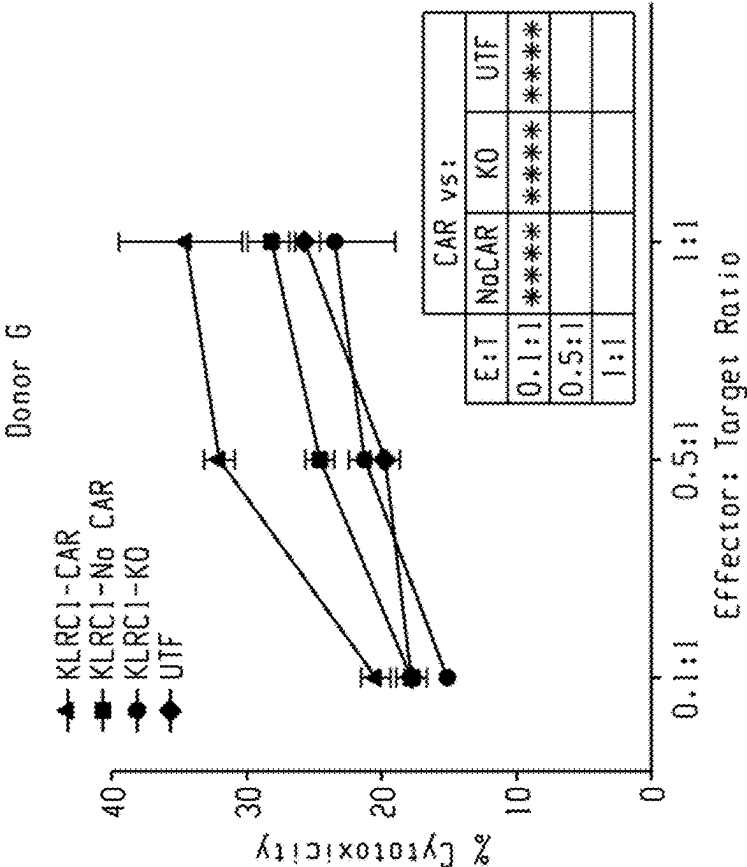 Donor G
KLRC1-CAR
KLRC1-No CAR
KLRC1-KO
UTF
% Cytotoxicity
40
30
20
10
0
0.1:1
0.5:1
1:1
Effector: Target Ratio
CAR vs:
E:T NoCAR KO UTF
0.1:1 **** **** ****
0.5:1
1:1